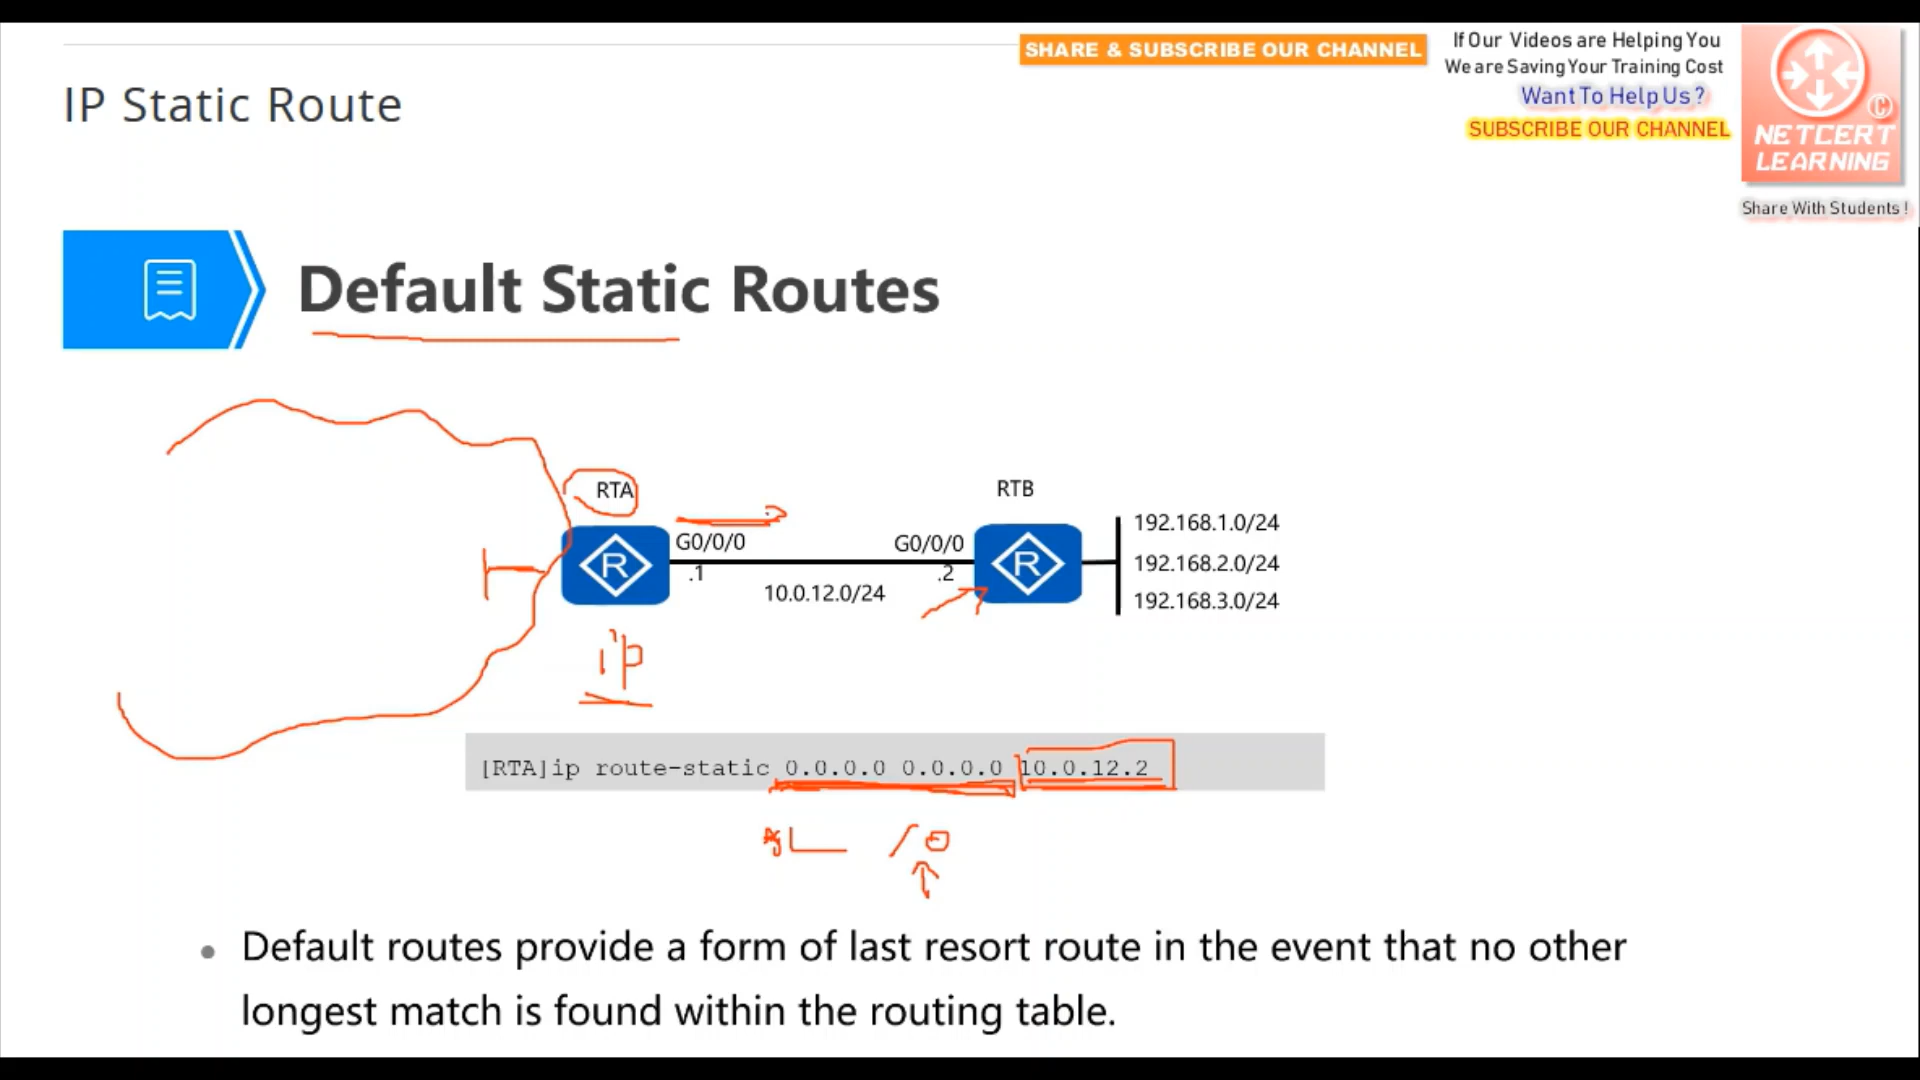 SHARE & SUBSCRIBE OUR CHANNEL
If Our Videos are Helping You
We are Saving Your Training Cost
Want To Help Us ?
SUBSCRIBE OUR CHANNEL
©
NETCERT
LEARNING
Share With Students !
IP Static Route
Default Static Routes
RTA
RTB
R
R
G0/0/0
G0/0/0
.1
.2
10.0.12.0/24
192.168.1.0/24
192.168.2.0/24
192.168.3.0/24
ip
[RTA]ip route-static 0.0.0.0 0.0.0.0 10.0.12.2
/0
• Default routes provide a form of last resort route in the event that no other
longest match is found within the routing table.